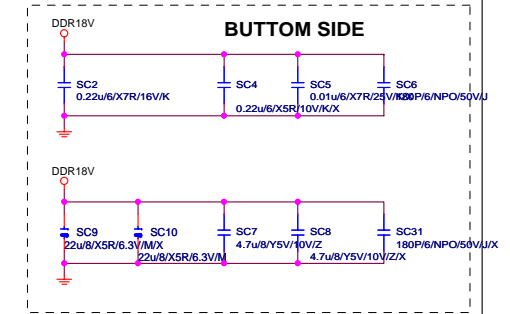 BUTTOM SIDE
DDR18V
SC2
0.22u/6/X7R/16V/K
SC4
0.22u/6/X5R/10V/K/X
SC5
0.01u/6/X7R/25V/K/X
SC6
180P/6/NPO/50V/J
DDR18V
SC9
22u/8/X5R/6.3V/M/X
SC10
22u/8/X5R/6.3V/M
SC7
4.7u/8/Y5V/10V/Z
SC8
4.7u/8/Y5V/10V/Z/X
SC31
180P/6/NPO/50V/J/X